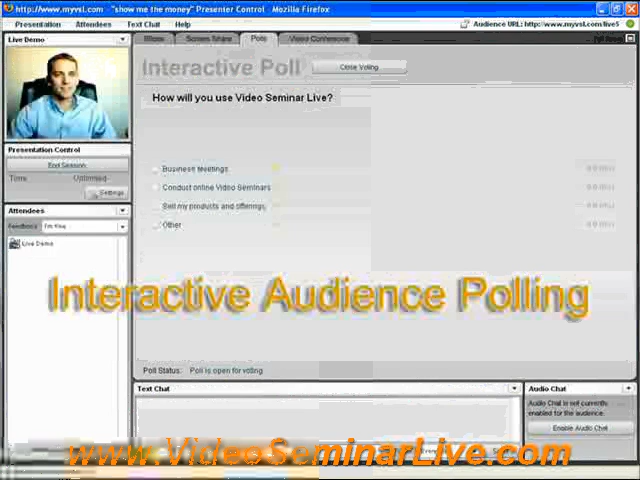 http://www.myvsl.com - "show me the money" Presenter Control - Mozilla Firefox
Presentation Attendees Text Chat Help Audience URL: http://www.myvsl.com/live5
Live Demo
Screen Share Polls Video Conference
Interactive Poll Close Voting
How will you use Video Seminar Live?
Presentation Control
End Session
Time: Unlimited
Settings
Business Meetings
Conduct online Video Seminars
Sell my products and offerings
Other
Attendees
Feedback: I'm Fine
Live Demo
Interactive Audience Polling
Poll Status: Poll is open for voting
Text Chat
Audio Chat
Audio Chat is not currently
enabled for the audience.
Enable Audio Chat
www.VideoSeminarLive.com